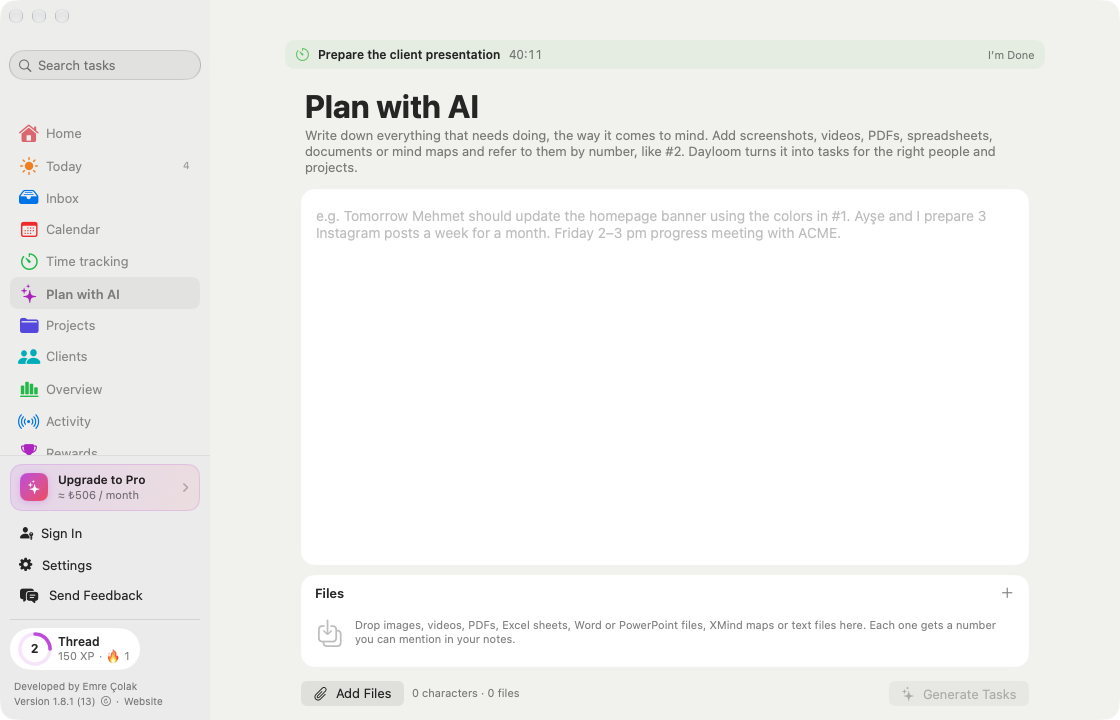 Search tasks
Home
Today 4
Inbox
Calendar
Time tracking
Plan with AI
Projects
Clients
Overview
Activity
Rewards
Upgrade to Pro
≈ ₺506 / month
Sign In
Settings
Send Feedback
2
Thread
150 XP · 🔥 1
Developed by Emre Çolak
Version 1.8.1 (13) © · Website
Prepare the client presentation 40:11
I'm Done
Plan with AI
Write down everything that needs doing, the way it comes to mind. Add screenshots, videos, PDFs, spreadsheets,
documents or mind maps and refer to them by number, like #2. Dayloom turns it into tasks for the right people and
projects.
e.g. Tomorrow Mehmet should update the homepage banner using the colors in #1. Ayşe and I prepare 3
Instagram posts a week for a month. Friday 2–3 pm progress meeting with ACME.
Files
Drop images, videos, PDFs, Excel sheets, Word or PowerPoint files, XMind maps or text files here. Each one gets a number
you can mention in your notes.
Add Files
0 characters · 0 files
Generate Tasks